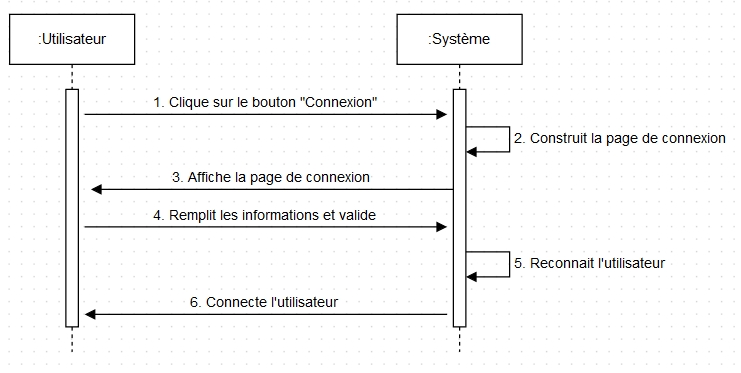 :Utilisateur
:Système
1. Clique sur le bouton "Connexion"
2. Construit la page de connexion
3. Affiche la page de connexion
4. Remplit les informations et valide
5. Reconnait l'utilisateur
6. Connecte l'utilisateur